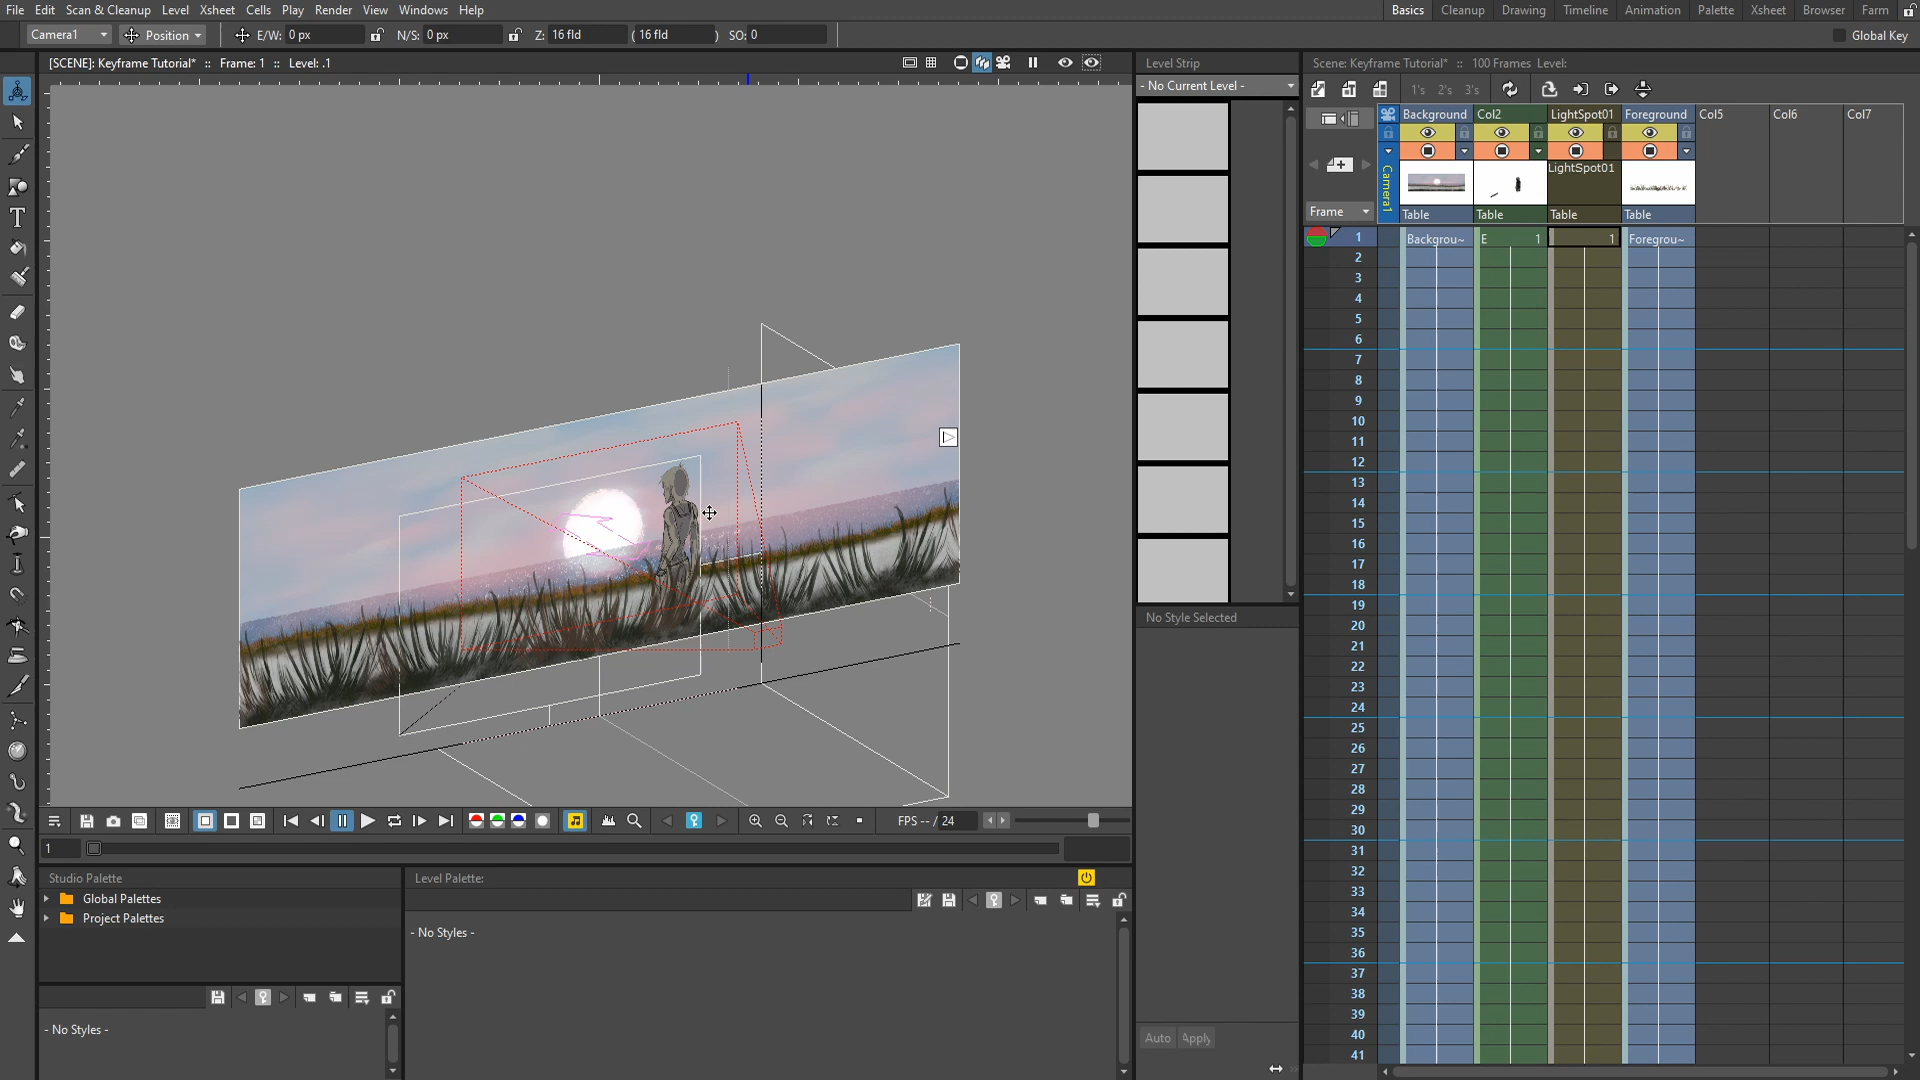 File Edit Scan & Cleanup Level Xsheet Cells Play Render View Windows Help
Basics Cleanup Drawing Timeline Animation Palette Xsheet Browser Farm
Camera1 Position E/W: 0 px N/S: 0 px Z: 16 fld ( 16 fld ) SO: 0
Global Key
[SCENE]: Keyframe Tutorial* :: Frame: 1 :: Level: .1
Level Strip
Scene: Keyframe Tutorial* :: 100 Frames Level:
- No Current Level -
1's 2's 3's
Background Col2 LightSpot01 Foreground Col5 Col6 Col7
LightSpot01
Camera1
Frame
Table Table Table Table
1 Backgrou~ E 1 1 Foregrou~
2
3
4
5
6
7
8
9
10
11
12
13
14
15
16
17
18
19
20
21
22
23
24
25
26
27
28
29
30
31
32
33
34
35
36
37
38
39
40
41
No Style Selected
Auto Apply
FPS -- / 24
1
Studio Palette
Global Palettes
Project Palettes
- No Styles -
Level Palette:
- No Styles -